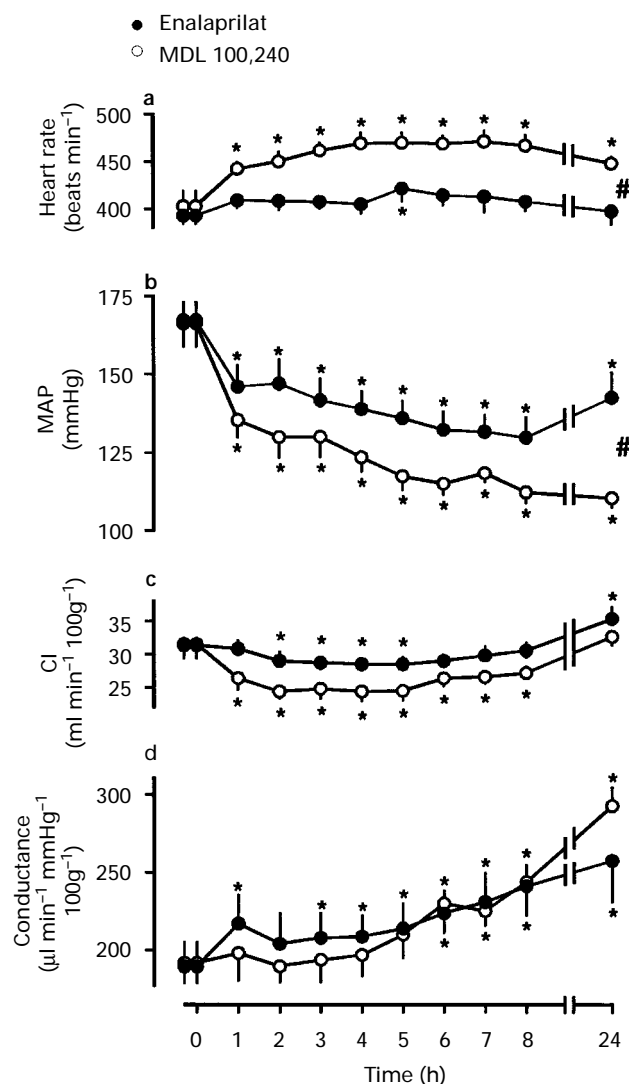 ● Enalaprilat
○ MDL 100,240
a
Heart rate
(beats min⁻¹)
500
450
400
* * * * * * * * *
*
#
b
MAP
(mmHg)
175
150
125
100
* * * * * * * * *
* * * * * * * * *
#
c
CI
(ml min⁻¹ 100g⁻¹)
35
30
25
* * * * *
* * * * * * * *
d
Conductance
(µl min⁻¹ mmHg⁻¹
100g⁻¹)
300
250
200
* * * * * * * *
* * * *
0 1 2 3 4 5 6 7 8 24
Time (h)